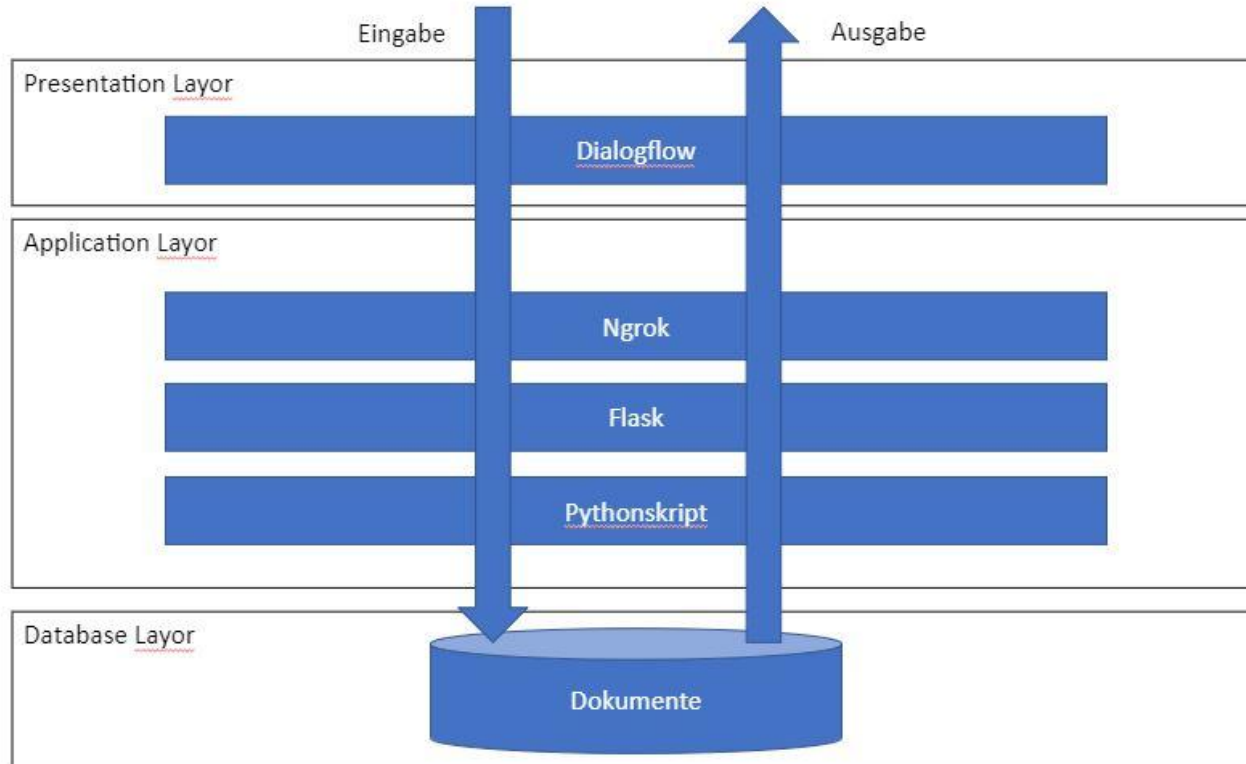 Eingabe
Ausgabe
Presentation Layor
Dialogflow
Application Layor
Ngrok
Flask
Pythonskript
Database Layor
Dokumente